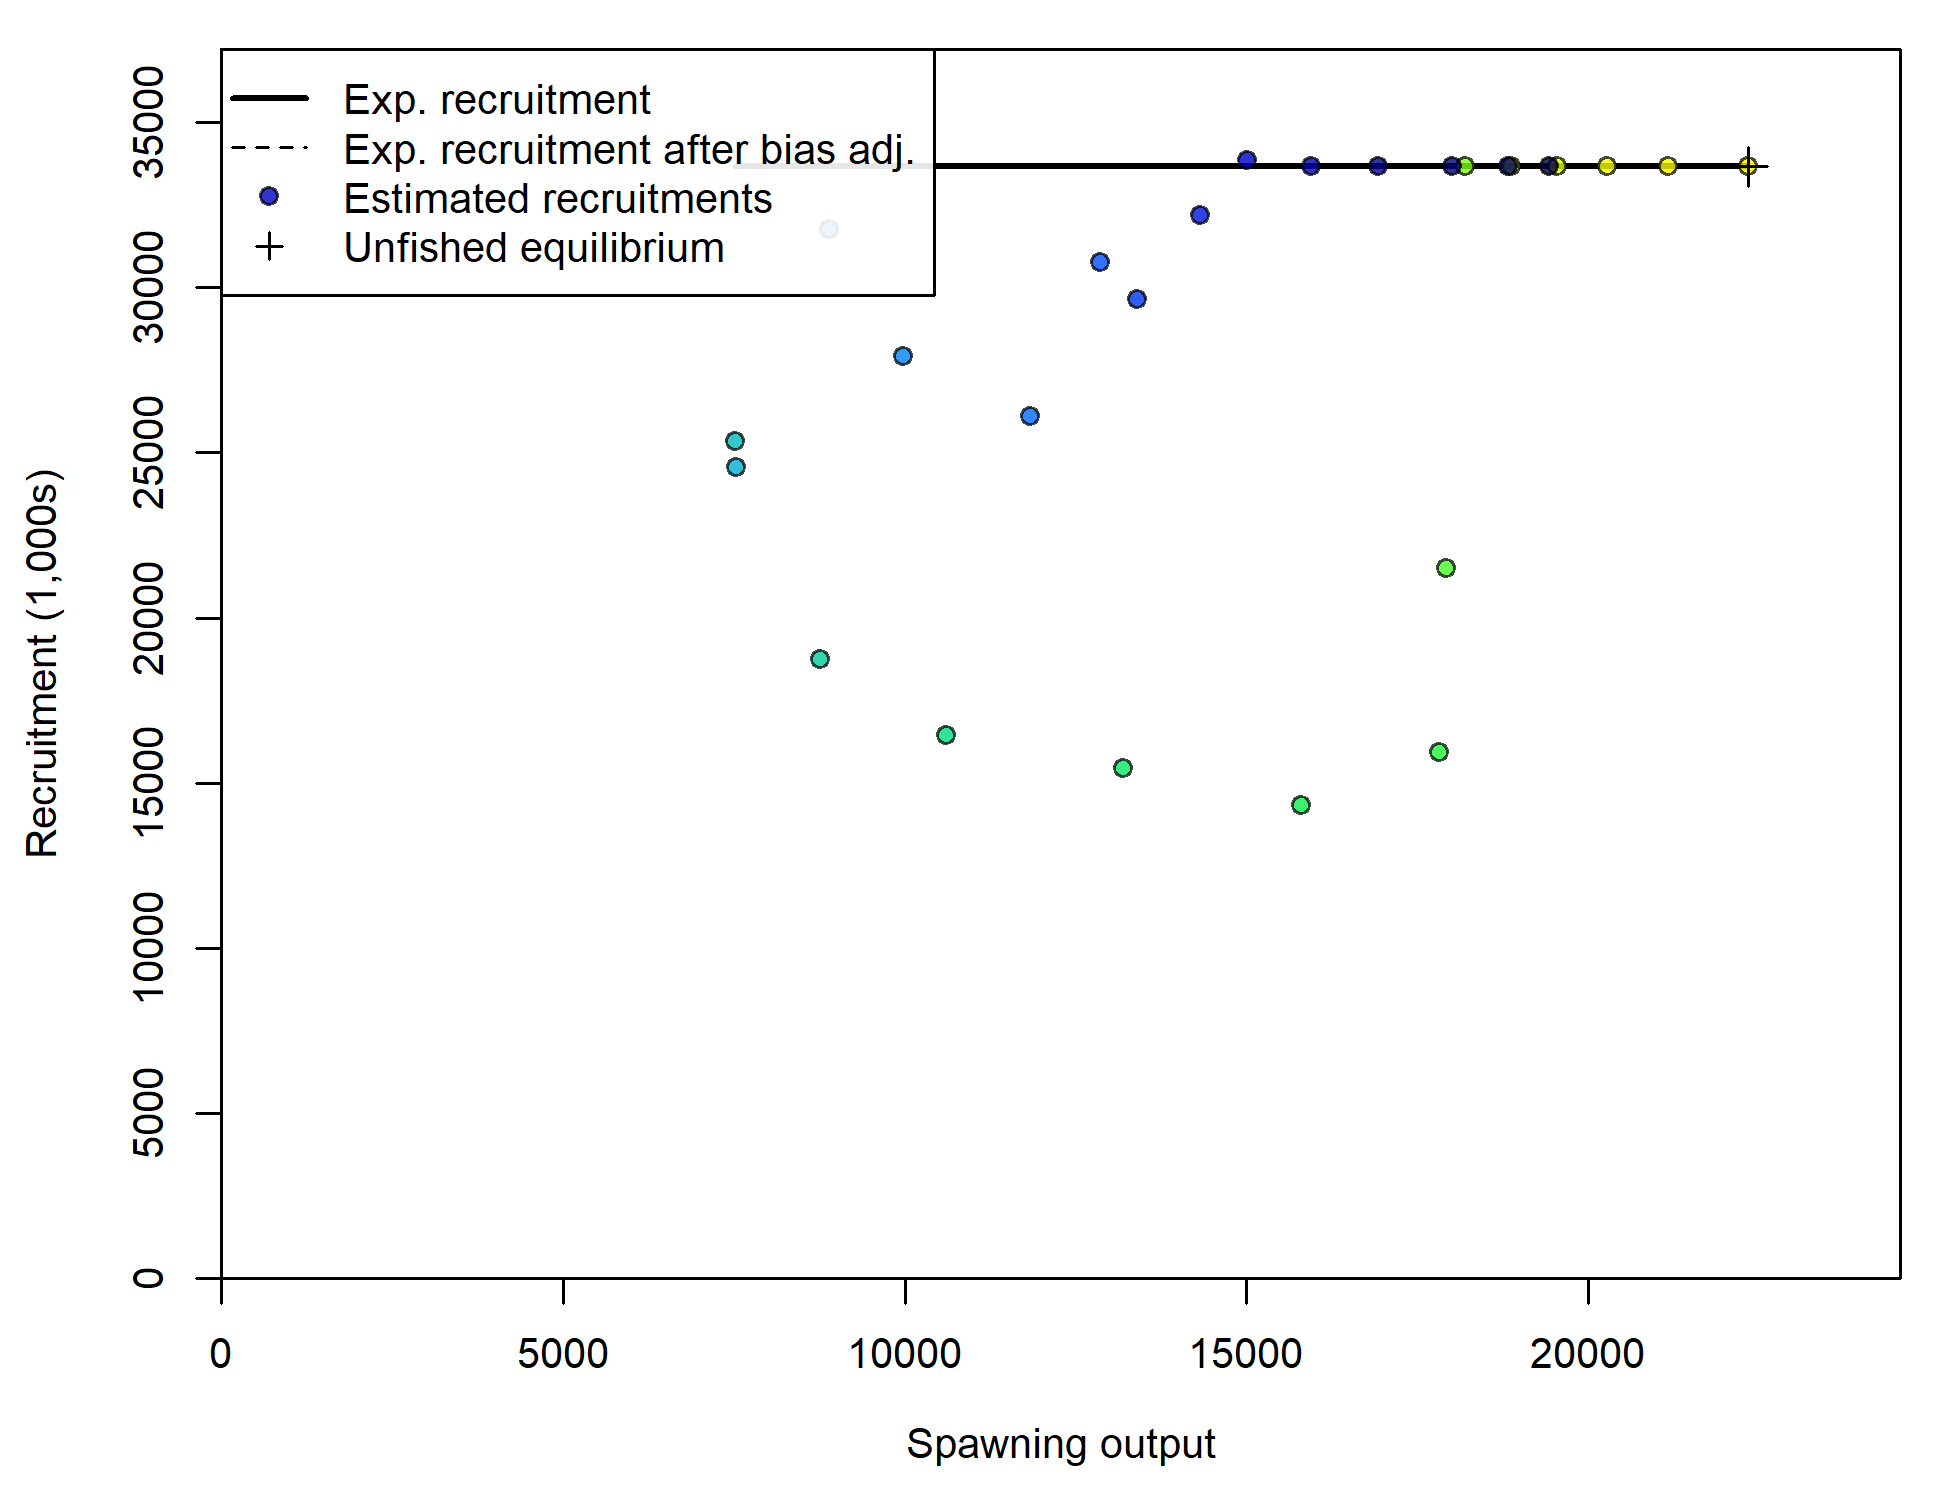 Exp. recruitment
Exp. recruitment after bias adj.
Estimated recruitments
Unfished equilibrium
Recruitment (1,000s)
35000
30000
25000
20000
15000
10000
5000
0
0 5000 10000 15000 20000
Spawning output